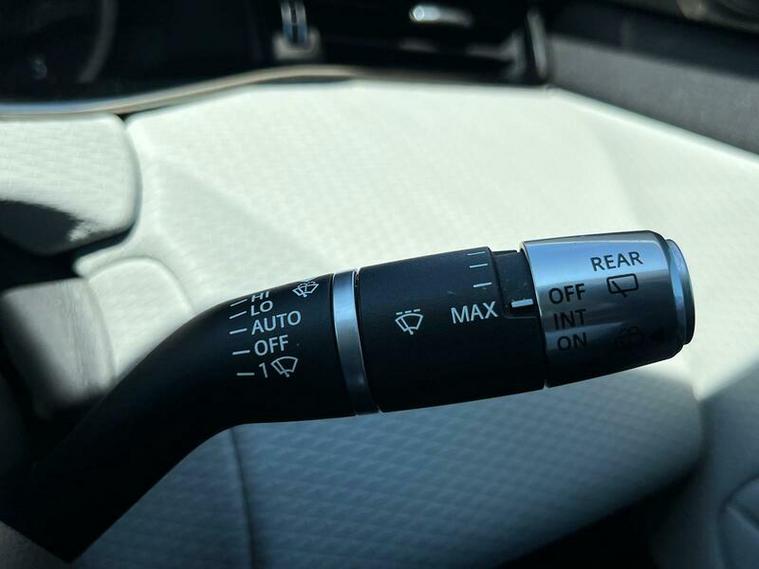 HI
LO
AUTO
OFF
1
MAX
REAR
OFF
INT
ON